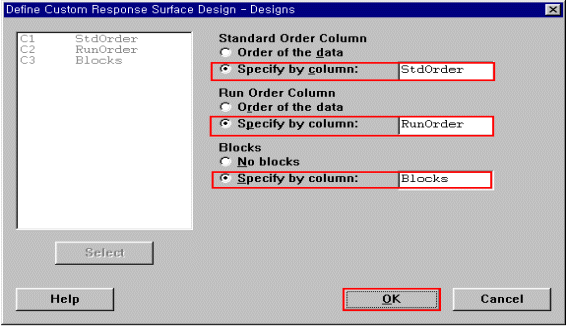 Define Custom Response Surface Design - Designs
C1 StdOrder
C2 RunOrder
C3 Blocks
Standard Order Column
Order of the data
Specify by column: StdOrder
Run Order Column
Order of the data
Specify by column: RunOrder
Blocks
No blocks
Specify by column: Blocks
Select
Help
OK
Cancel